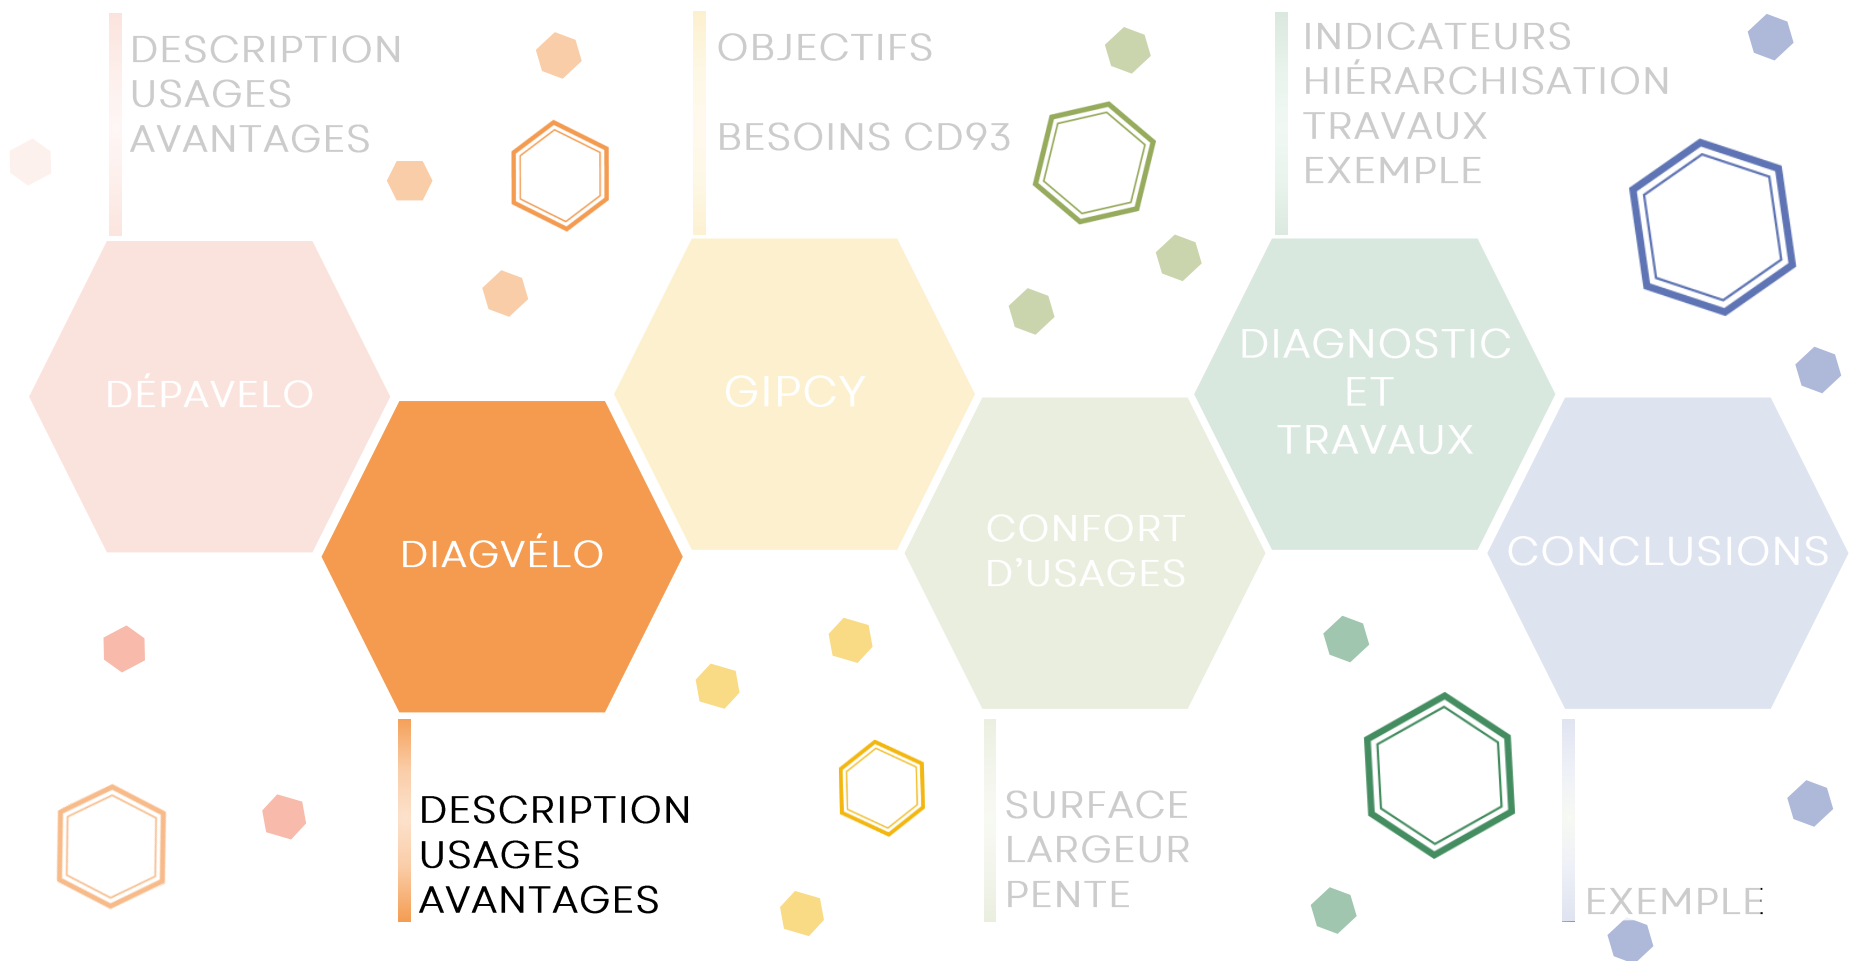 DESCRIPTION
USAGES
AVANTAGES
DÉPAVELO
DIAGVÉLO
DESCRIPTION
USAGES
AVANTAGES
OBJECTIFS
BESOINS CD93
GIPCY
CONFORT
D'USAGES
SURFACE
LARGEUR
PENTE
INDICATEURS
HIÉRARCHISATION
TRAVAUX
EXEMPLE
DIAGNOSTIC
ET
TRAVAUX
CONCLUSIONS
EXEMPLE